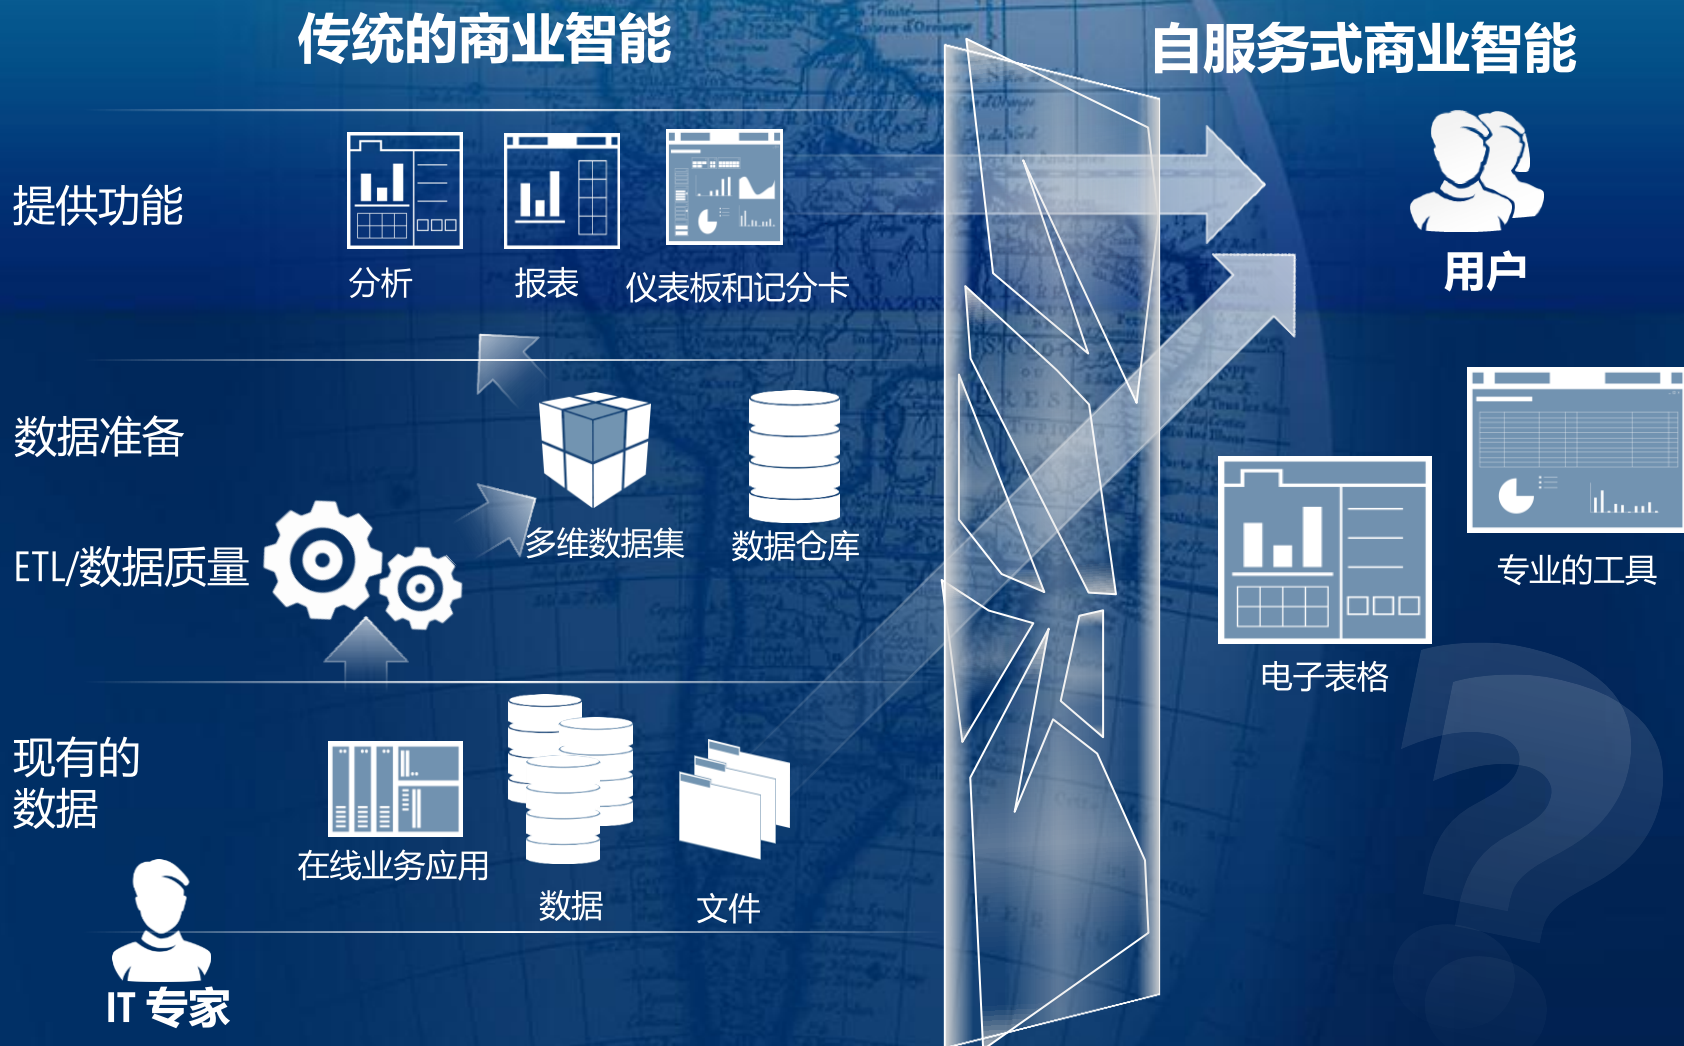 传统的商业智能
自服务式商业智能
提供功能
分析
报表
仪表板和记分卡
用户
数据准备
多维数据集
数据仓库
ETL/数据质量
专业的工具
电子表格
现有的
数据
在线业务应用
数据
文件
IT 专家
?